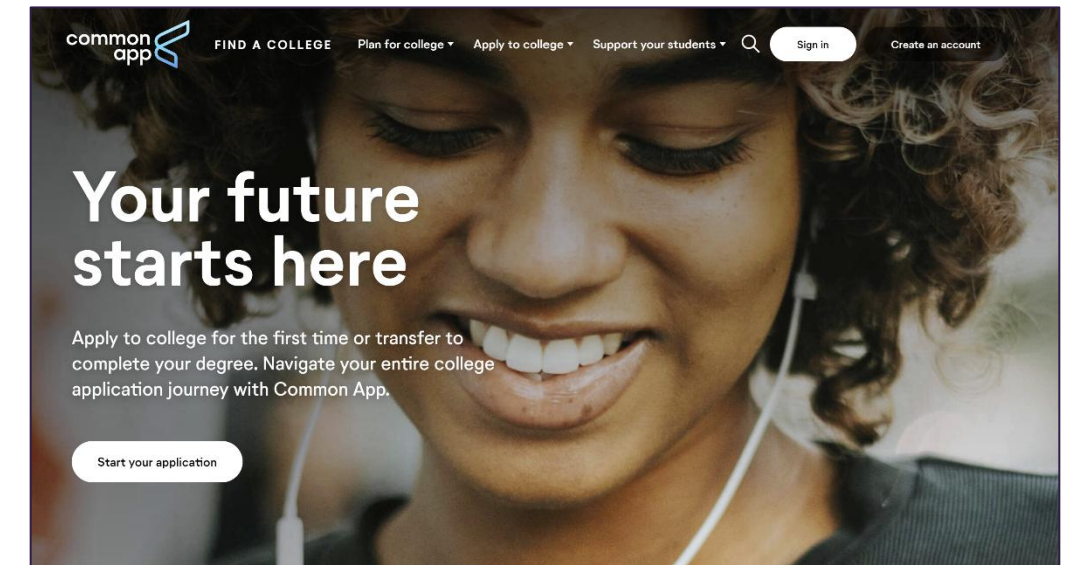 common
app
FIND A COLLEGE
Plan for college
Apply to college
Support your students
Sign in
Create an account
Your future
starts here
Apply to college for the first time or transfer to
complete your degree. Navigate your entire college
application journey with Common App.
Start your application